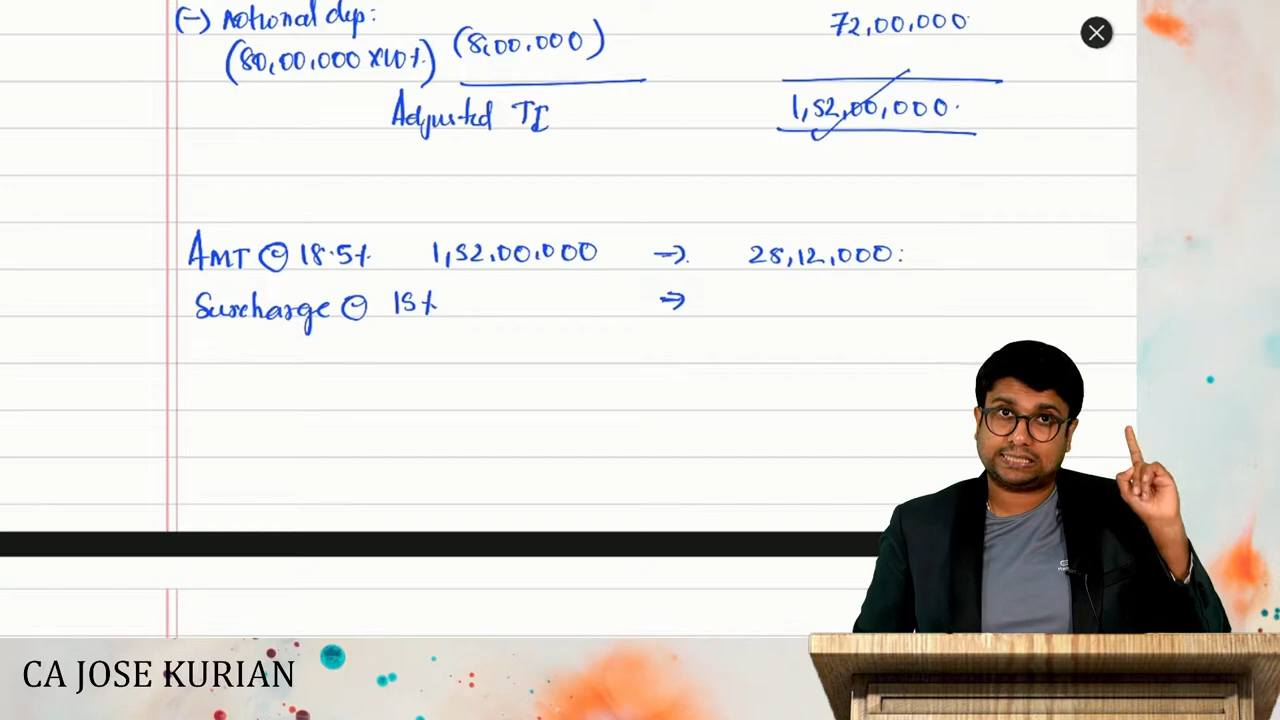 (-) Notional dep:
72,00,000
(80,00,000 x 10%) (8,00,000)
Adjusted TI 1,52,00,000.
AMT @ 18.5% 1,52,00,000 → 28,12,000:
Surcharge @ 15% →
CA JOSE KURIAN